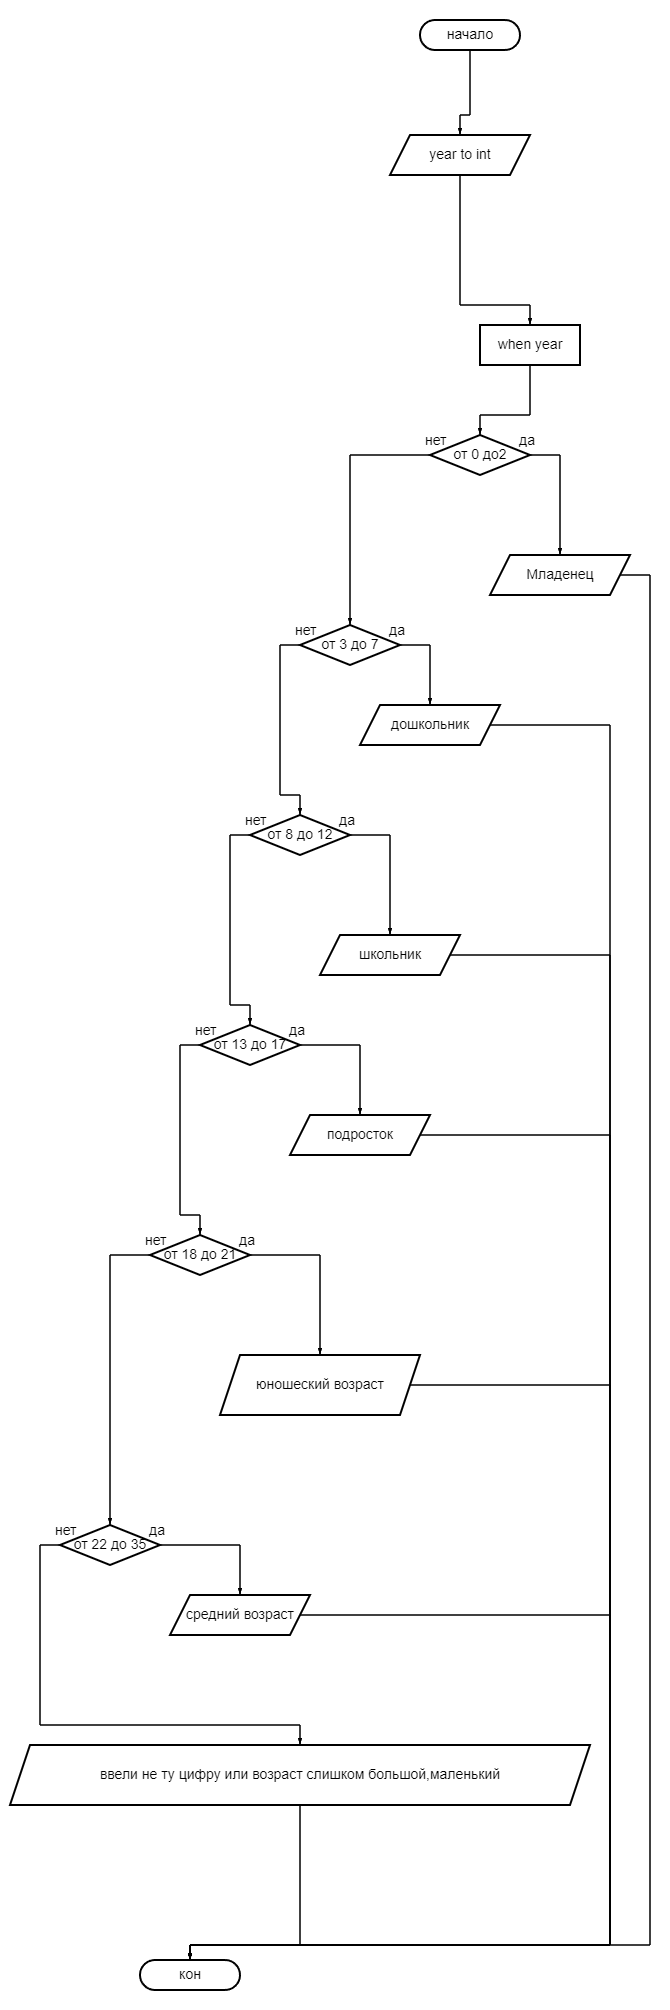 начало
year to int
when year
нет
да
от 0 до2
Младенец
нет
да
от 3 до 7
дошкольник
нет
да
от 8 до 12
школьник
нет
да
от 13 до 17
подросток
нет
да
от 18 до 21
юношеский возраст
нет
да
от 22 до 35
средний возраст
ввели не ту цифру или возраст слишком большой,маленький
кон